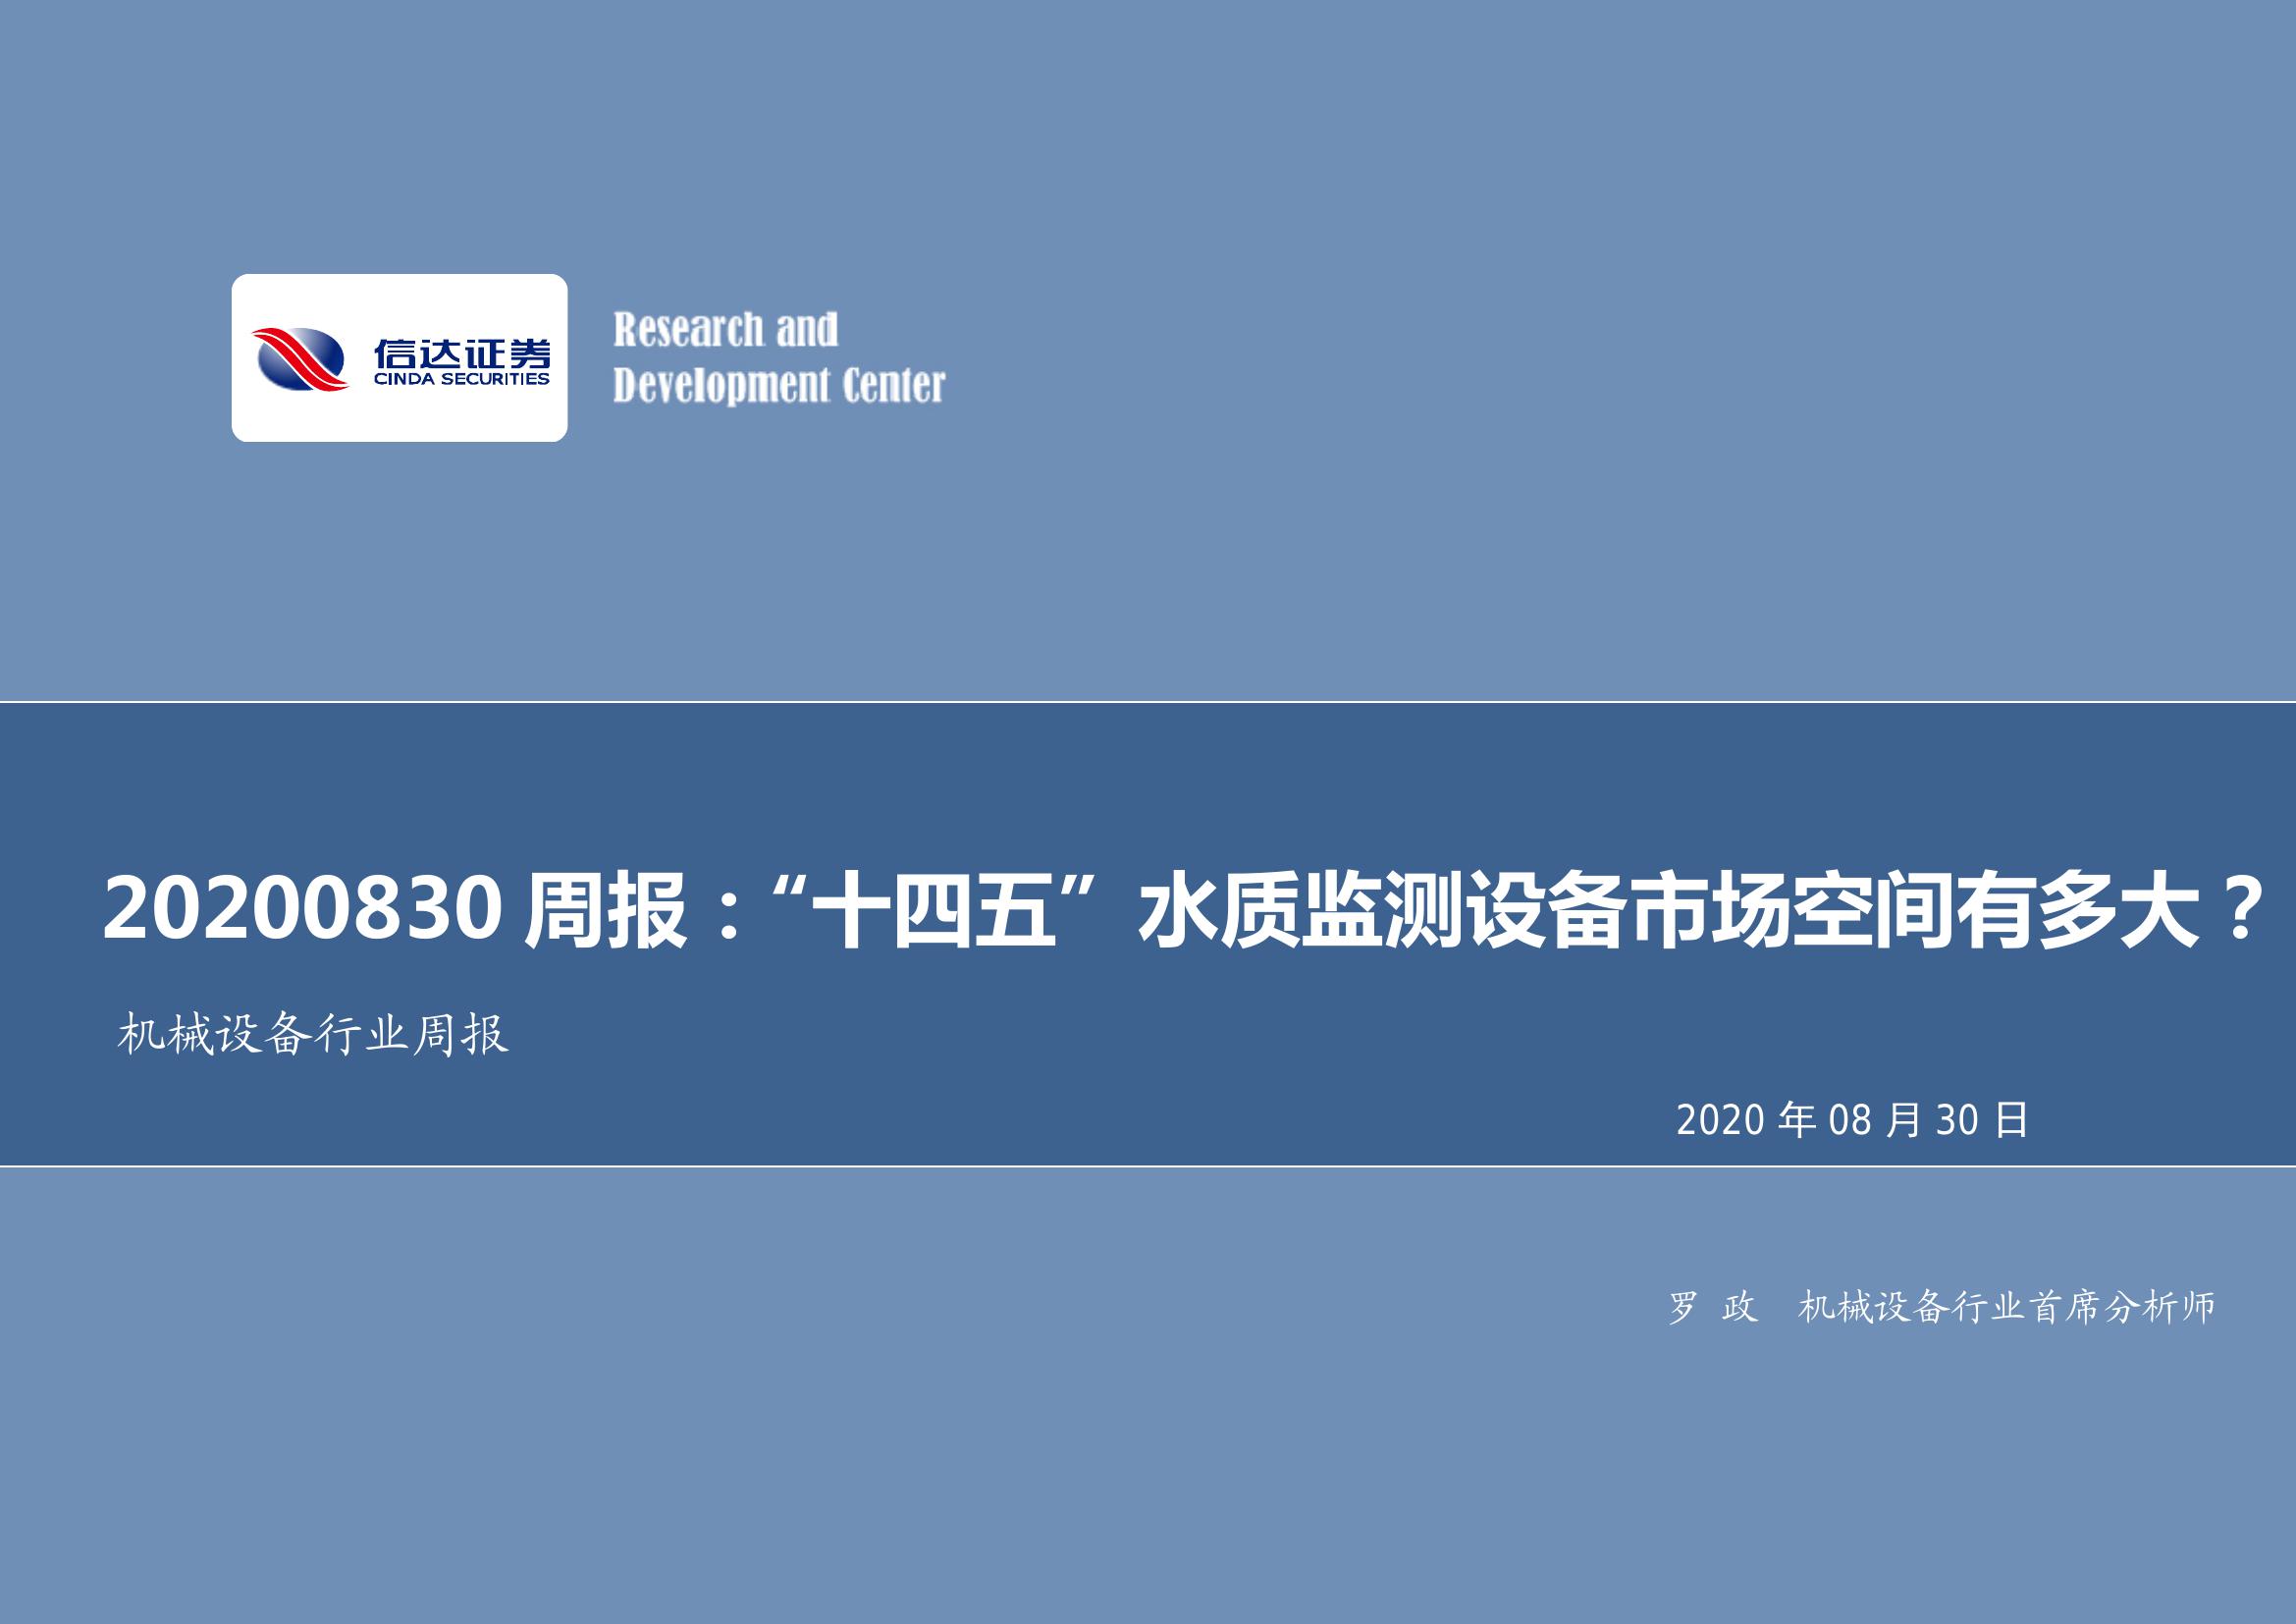 信达证券
CINDA SECURITIES
Research and
Development Center
20200830 周报：“十四五”水质监测设备市场空间有多大？
机械设备行业周报
2020 年 08 月 30 日
罗 政 机械设备行业首席分析师